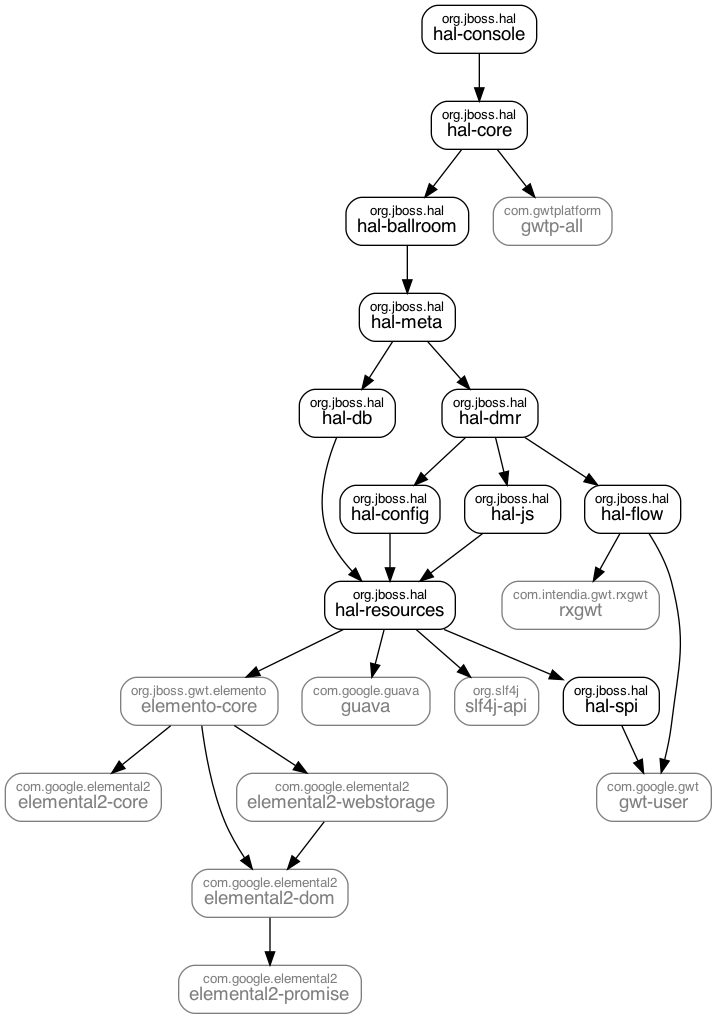 org.jboss.hal
hal-console
org.jboss.hal
hal-core
org.jboss.hal
hal-ballroom
com.gwtplatform
gwtp-all
org.jboss.hal
hal-meta
org.jboss.hal
hal-db
org.jboss.hal
hal-dmr
org.jboss.hal
hal-config
org.jboss.hal
hal-js
org.jboss.hal
hal-flow
org.jboss.hal
hal-resources
com.intendia.gwt.rxgwt
rxgwt
org.jboss.gwt.elemento
elemento-core
com.google.guava
guava
org.slf4j
slf4j-api
org.jboss.hal
hal-spi
com.google.elemental2
elemental2-core
com.google.elemental2
elemental2-webstorage
com.google.gwt
gwt-user
com.google.elemental2
elemental2-dom
com.google.elemental2
elemental2-promise